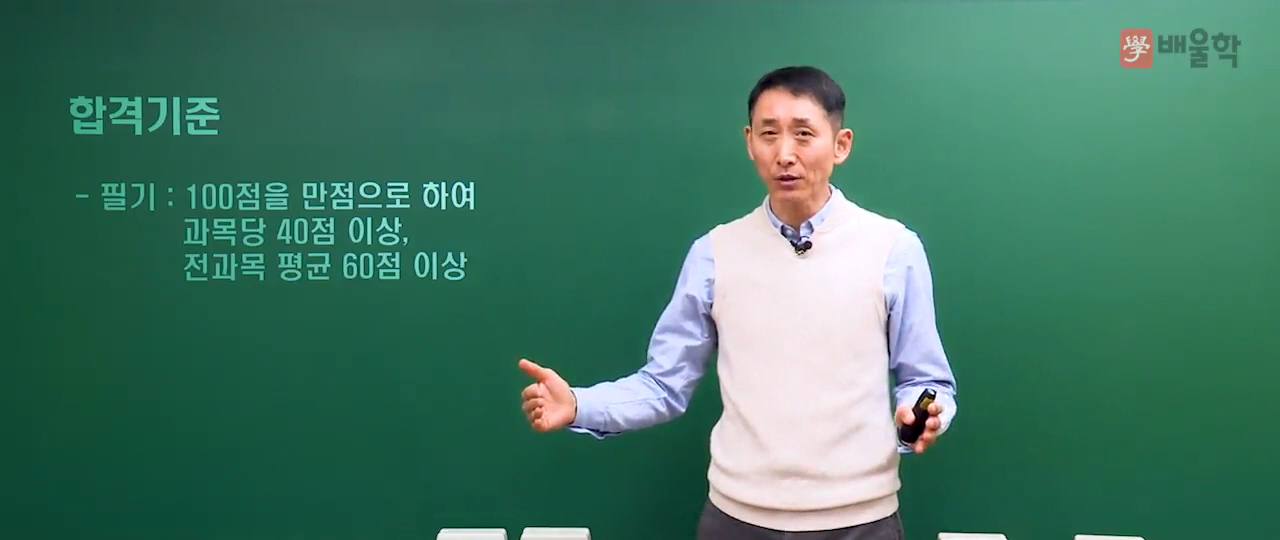 學 배울학
합격기준
- 필기 : 100점을 만점으로 하여
과목당 40점 이상,
전과목 평균 60점 이상